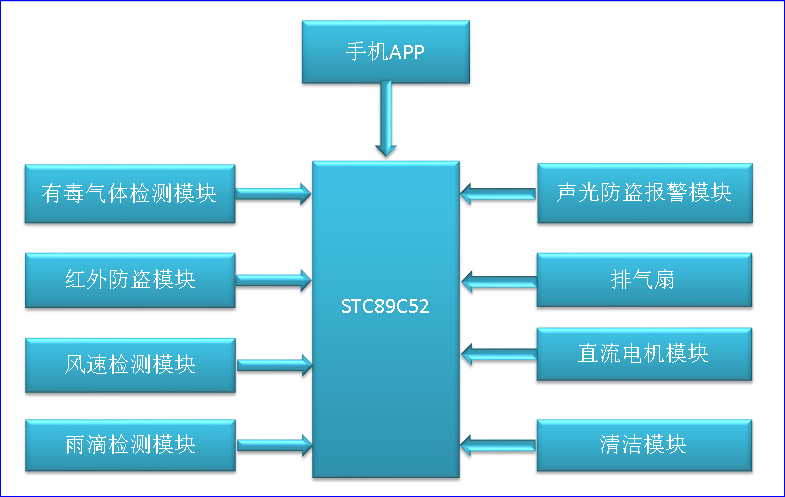 手机APP
有毒气体检测模块
声光防盗报警模块
红外防盗模块
排气扇
STC89C52
风速检测模块
直流电机模块
雨滴检测模块
清洁模块